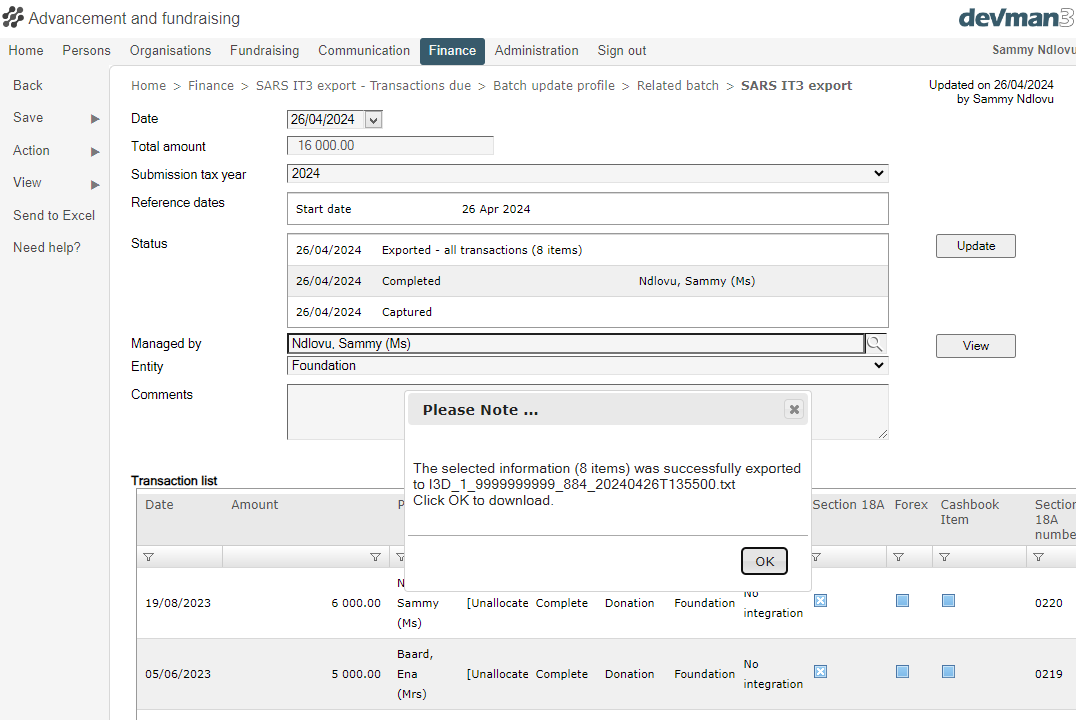 Advancement and fundraising
devman3
Home Persons Organisations Fundraising Communication Finance Administration Sign out Sammy Ndlovu
Back
Save
Action
View
Send to Excel
Need help?
Home > Finance > SARS IT3 export - Transactions due > Batch update profile > Related batch > SARS IT3 export
Updated on 26/04/2024
by Sammy Ndlovu
Date 26/04/2024
Total amount 16 000.00
Submission tax year 2024
Reference dates Start date 26 Apr 2024
Status
26/04/2024 Exported - all transactions (8 items)
Update
26/04/2024 Completed Ndlovu, Sammy (Ms)
26/04/2024 Captured
Managed by Ndlovu, Sammy (Ms) View
Entity Foundation
Comments
Please Note ...
The selected information (8 items) was successfully exported
to I3D_1_9999999999_884_20240426T135500.txt
Click OK to download.
OK
Transaction list
Date Amount Section 18A Forex Cashbook Item Section 18A numbe
19/08/2023 6 000.00 Sammy (Ms) [Unallocate Complete Donation Foundation No integration 0220
05/06/2023 5 000.00 Baard, Ena (Mrs) [Unallocate Complete Donation Foundation No integration 0219